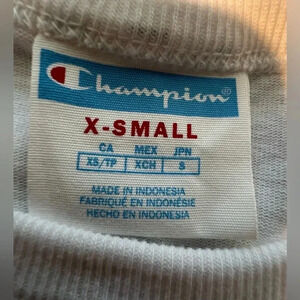 Champion®
X-SMALL
CA MEX JPN
XS/TP XCH S
MADE IN INDONESIA
FABRIQUÉ EN INDONÉSIE
HECHO EN INDONESIA